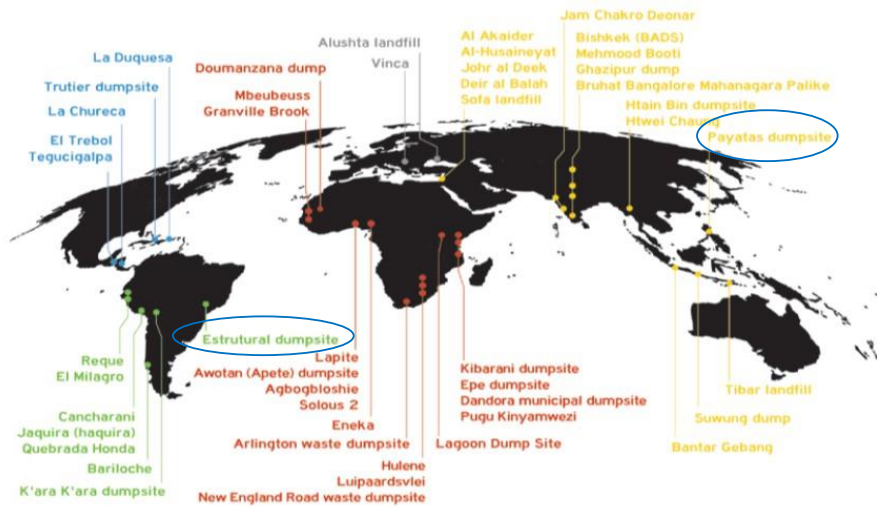 La Duquesa
Trutier dumpsite
La Chureca
El Trebol
Tegucigalpa
Doumanzana dump
Mbeubeuss
Granville Brook
Alushta landfill
Vinca
Al Akaider
Al-Husaineyat
Johr al Deek
Deir al Balah
Sofa landfill
Jam Chakro Deonar
Bishkek (BADS)
Mehmood Booti
Ghazipur dump
Bruhat Bangalore Mahanagara Palike
Htain Bin dumpsite
Htwei Chaung
Payatas dumpsite
Reque
El Milagro
Cancharani
Jaquira (haquira)
Quebrada Honda
Bariloche
K'ara K'ara dumpsite
Estrutural dumpsite
Lapite
Awotan (Apete) dumpsite
Agbogbloshie
Solous 2
Eneka
Arlington waste dumpsite
Hulene
Luipaardsvlei
New England Road waste dumpsite
Kibarani dumpsite
Epe dumpsite
Dandora municipal dumpsite
Pugu Kinyamwezi
Lagoon Dump Site
Tibar landfill
Suwung dump
Bantar Gebang